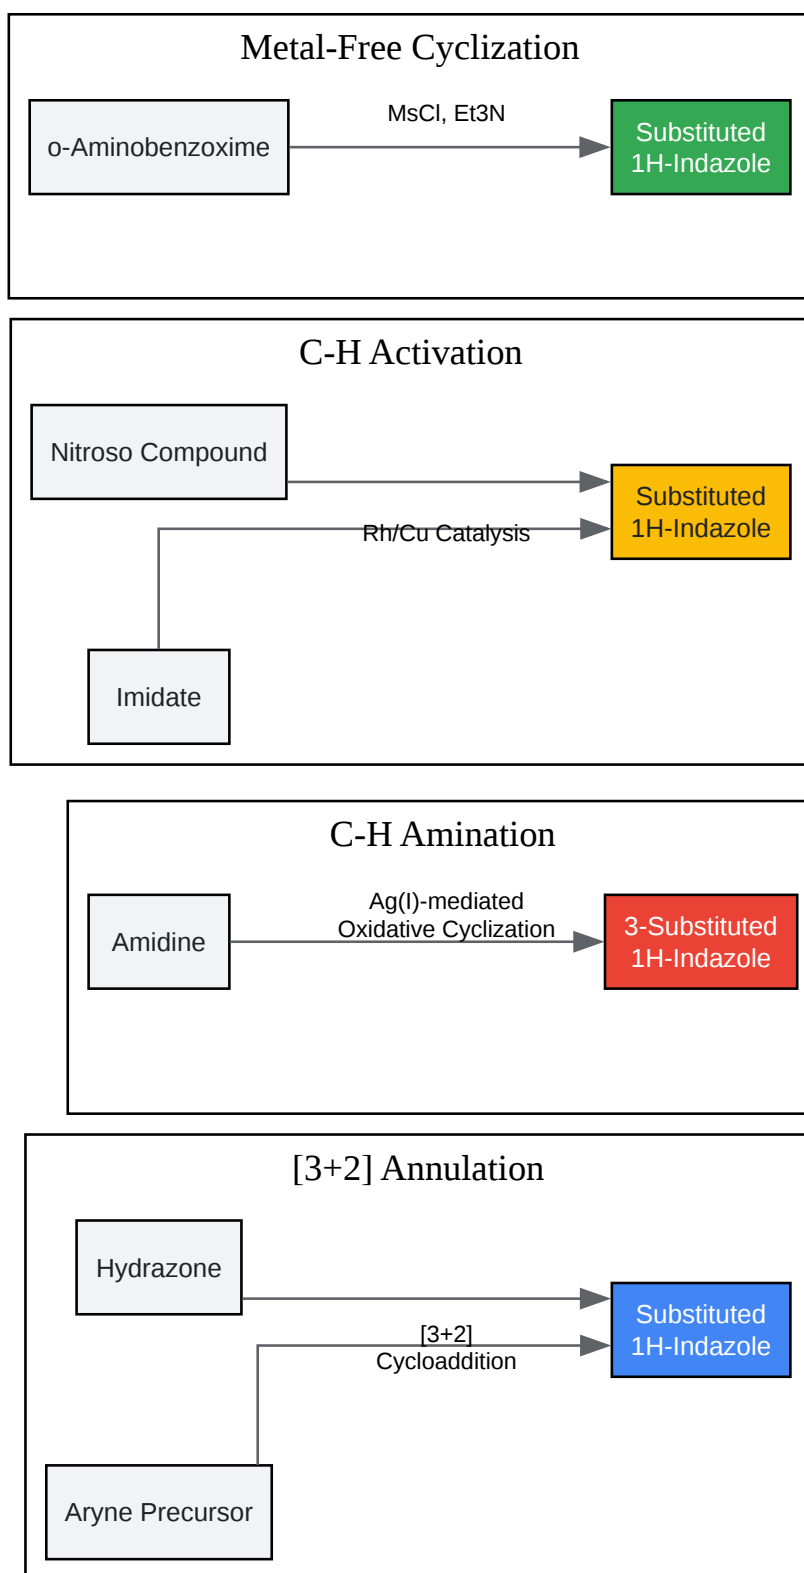 Metal-Free Cyclization
o-Aminobenzoxime
MsCl, Et3N
Substituted
1H-Indazole
C-H Activation
Nitroso Compound
Substituted
1H-Indazole
Rh/Cu Catalysis
Imidate
C-H Amination
Amidine
Ag(I)-mediated
Oxidative Cyclization
3-Substituted
1H-Indazole
[3+2] Annulation
Hydrazone
[3+2]
Cycloaddition
Substituted
1H-Indazole
Aryne Precursor